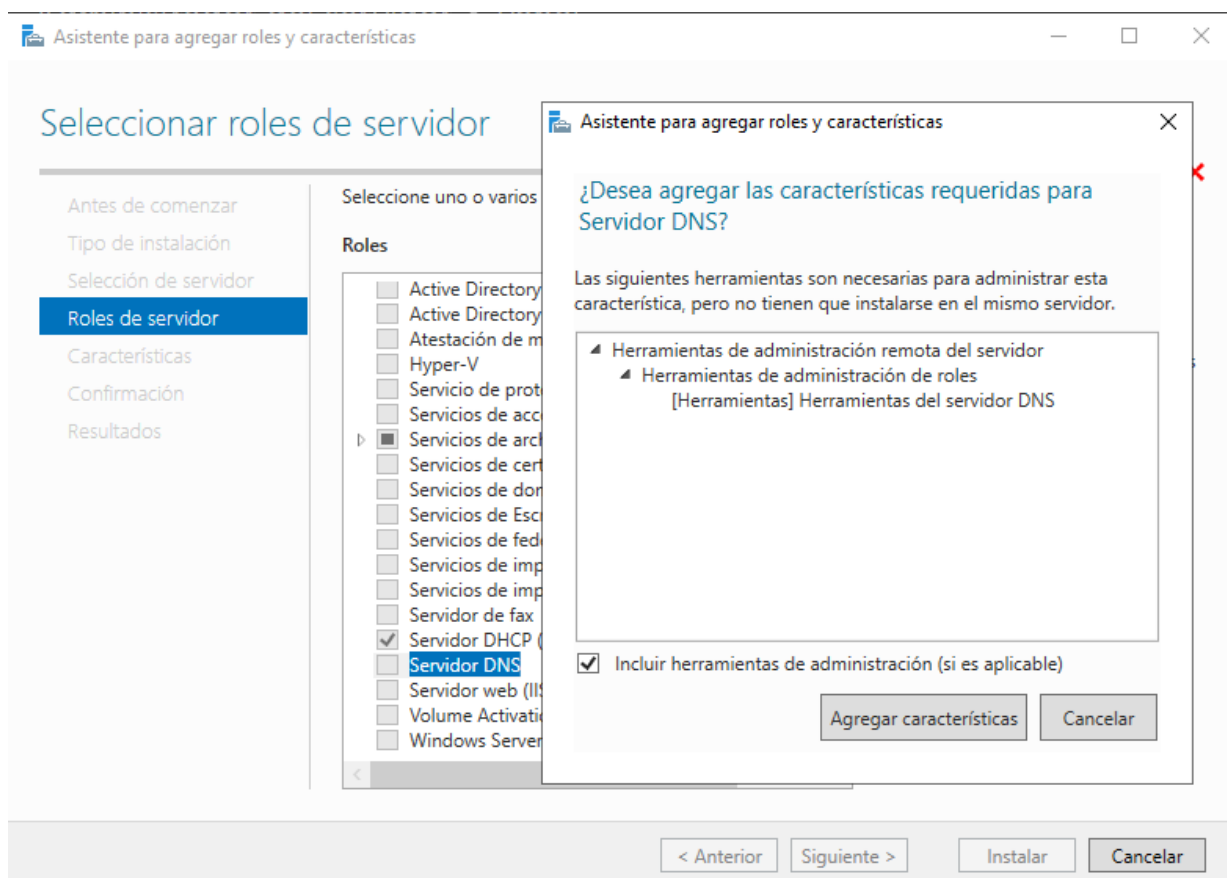 Asistente para agregar roles y características
Seleccionar roles de servidor
Antes de comenzar
Tipo de instalación
Selección de servidor
Roles de servidor
Características
Confirmación
Resultados
Seleccione uno o varios
Roles
Active Directory
Active Directory
Atestación de m
Hyper-V
Servicio de prot
Servicios de acc
Servicios de arch
Servicios de cert
Servicios de do
Servicios de Esc
Servicios de fed
Servicios de imp
Servicios de imp
Servidor de fax
Servidor DHCP (
Servidor DNS
Servidor web (IIS
Volume Activati
Windows Server
Asistente para agregar roles y características
¿Desea agregar las características requeridas para
Servidor DNS?
Las siguientes herramientas son necesarias para administrar esta
característica, pero no tienen que instalarse en el mismo servidor.
Herramientas de administración remota del servidor
Herramientas de administración de roles
[Herramientas] Herramientas del servidor DNS
Incluir herramientas de administración (si es aplicable)
Agregar características
Cancelar
< Anterior
Siguiente >
Instalar
Cancelar